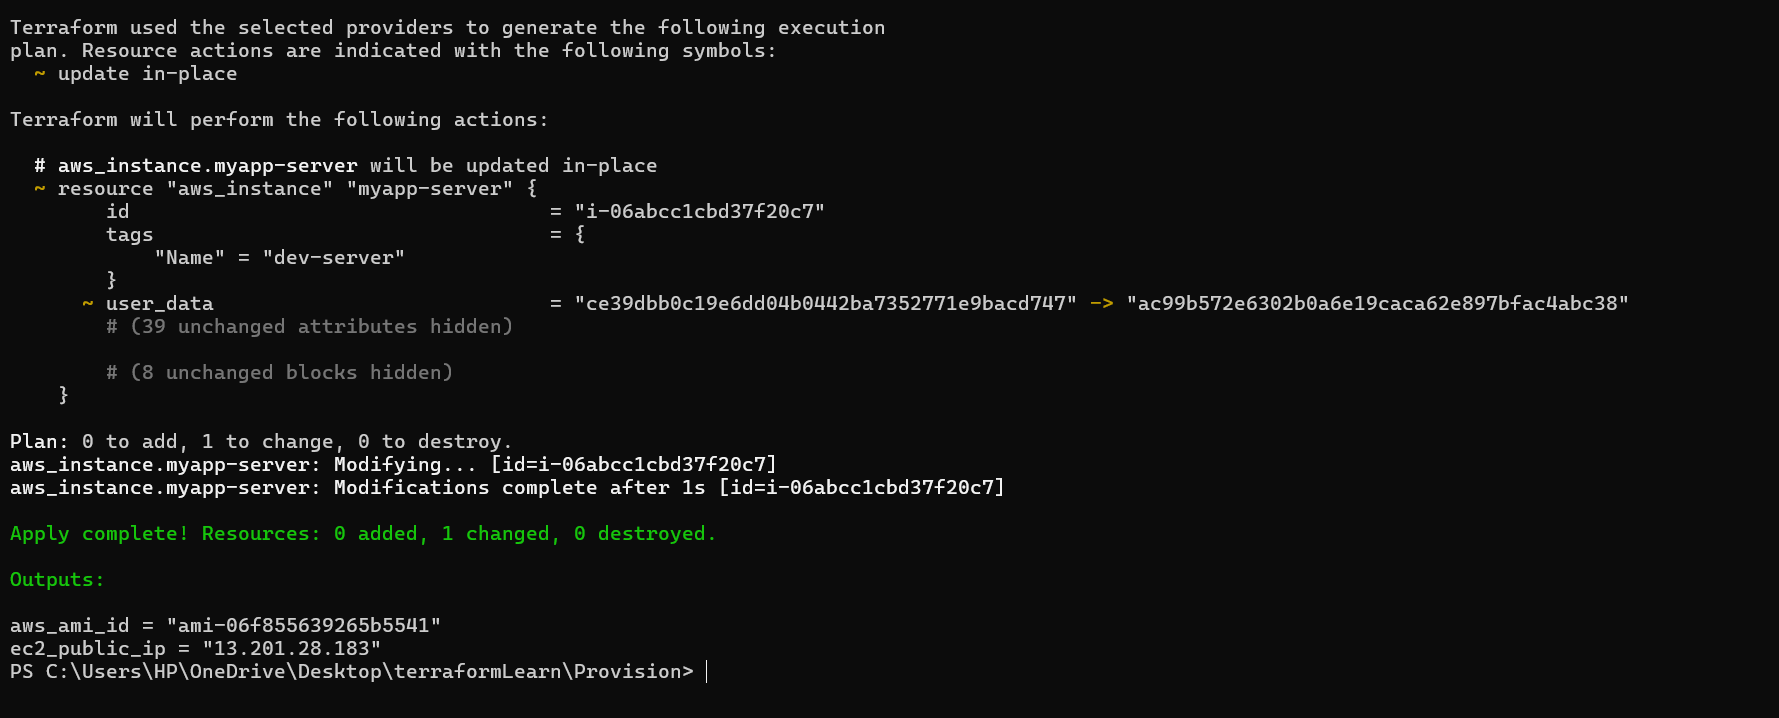 Terraform used the selected providers to generate the following execution
plan. Resource actions are indicated with the following symbols:
  ~ update in-place

Terraform will perform the following actions:

  # aws_instance.myapp-server will be updated in-place
  ~ resource "aws_instance" "myapp-server" {
        id                                   = "i-06abcc1cbd37f20c7"
        tags                                 = {
            "Name" = "dev-server"
        }
      ~ user_data                            = "ce39dbb0c19e6dd04b0442ba7352771e9bacd747" -> "ac99b572e6302b0a6e19caca62e897bfac4abc38"
        # (39 unchanged attributes hidden)

        # (8 unchanged blocks hidden)
    }

Plan: 0 to add, 1 to change, 0 to destroy.
aws_instance.myapp-server: Modifying... [id=i-06abcc1cbd37f20c7]
aws_instance.myapp-server: Modifications complete after 1s [id=i-06abcc1cbd37f20c7]

Apply complete! Resources: 0 added, 1 changed, 0 destroyed.

Outputs:

aws_ami_id = "ami-06f855639265b5541"
ec2_public_ip = "13.201.28.183"
PS C:\Users\HP\OneDrive\Desktop\terraformLearn\Provision>